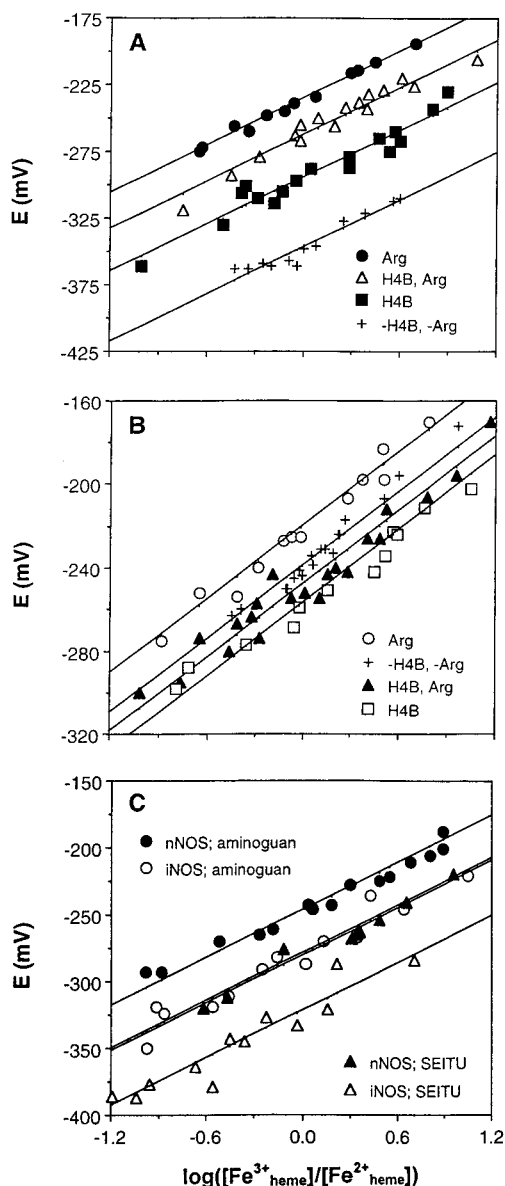 A
-175
-225
-275
-325
-375
-425
E (mV)
● Arg
△ H4B, Arg
■ H4B
+ -H4B, -Arg
B
-160
-200
-240
-280
-320
E (mV)
○ Arg
+ -H4B, -Arg
▲ H4B, Arg
□ H4B
C
-150
-200
-250
-300
-350
-400
E (mV)
● nNOS; aminoguan
○ iNOS; aminoguan
▲ nNOS; SEITU
△ iNOS; SEITU
-1.2 -0.6 0.0 0.6 1.2
log([Fe³⁺heme]/[Fe²⁺heme])